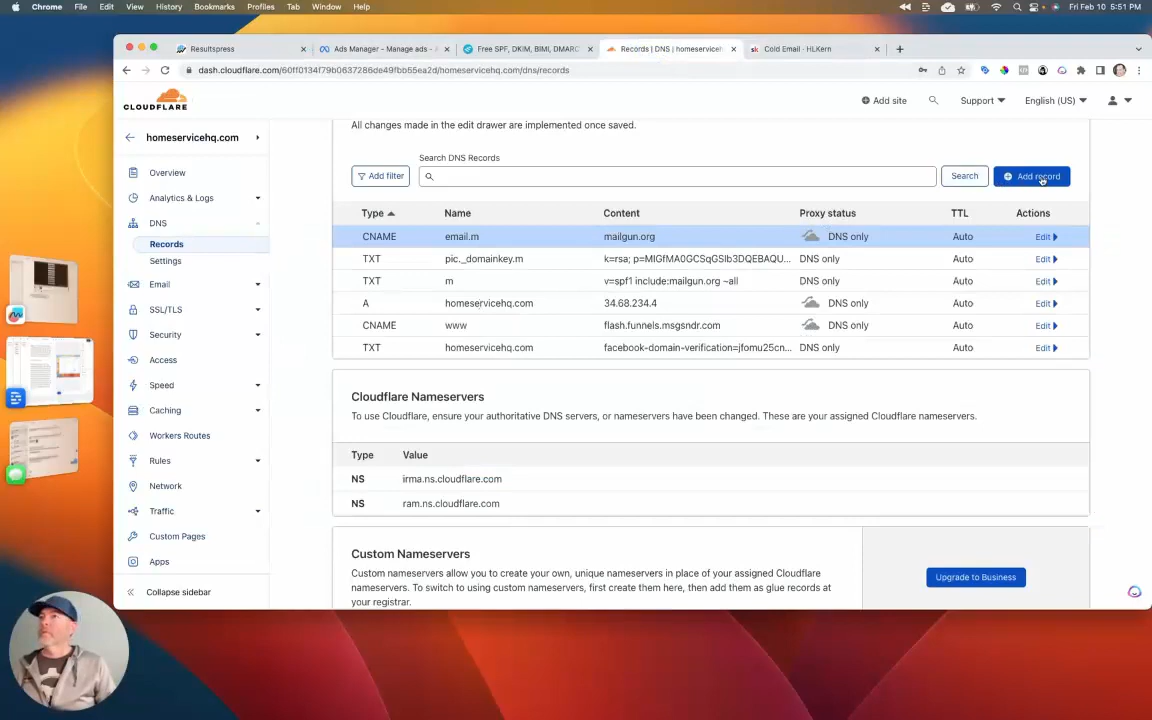 Chrome File Edit View History Bookmarks Profiles Tab Window Help Fri Feb 10 5:51 PM
Resultspress Ads Manager - Manage ads - Free SPF, DKIM, BIMI, DMARC Records | DNS | homeserviceh Cold Email - HLKern
dash.cloudflare.com/60ff0134f79b0637286de49fbb55ea2d/homeservicehq.com/dns/records
CLOUDFLARE
Add site Support English (US)
homeservicehq.com
Overview
Analytics & Logs
DNS
Records
Settings
Email
SSL/TLS
Security
Access
Speed
Caching
Workers Routes
Rules
Network
Traffic
Custom Pages
Apps
Collapse sidebar
All changes made in the edit drawer are implemented once saved.
Search DNS Records
Add filter Search Add record
Type Name Content Proxy status TTL Actions
CNAME email.m mailgun.org DNS only Auto Edit
TXT pic._domainkey.m k=rsa; p=MIGfMA0GCSqGSIb3DQEBAQU... DNS only Auto Edit
TXT m v=spf1 include:mailgun.org ~all DNS only Auto Edit
A homeservicehq.com 34.68.234.4 DNS only Auto Edit
CNAME www flash.funnels.msgsndr.com DNS only Auto Edit
TXT homeservicehq.com facebook-domain-verification=jfomu25cn... DNS only Auto Edit
Cloudflare Nameservers
To use Cloudflare, ensure your authoritative DNS servers, or nameservers have been changed. These are your assigned Cloudflare nameservers.
Type Value
NS irma.ns.cloudflare.com
NS ram.ns.cloudflare.com
Custom Nameservers
Custom nameservers allow you to create your own, unique nameservers in place of your assigned Cloudflare
nameservers. To switch to using custom nameservers, first create them here, then add them as glue records at
your registrar.
Upgrade to Business